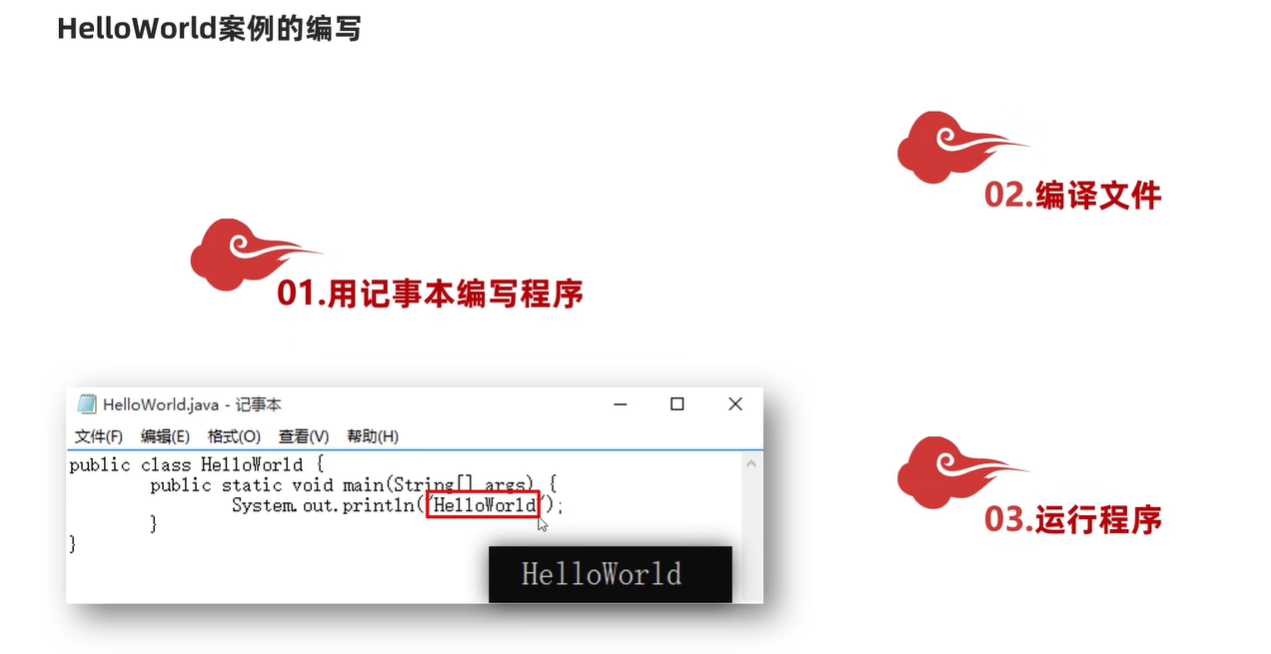 HelloWorld案例的编写
02.编译文件
01.用记事本编写程序
HelloWorld.java - 记事本
文件(F) 编辑(E) 格式(O) 查看(V) 帮助(H)
public class HelloWorld {
public static void main(String[] args) {
System.out.println("HelloWorld");
}
}
HelloWorld
03.运行程序